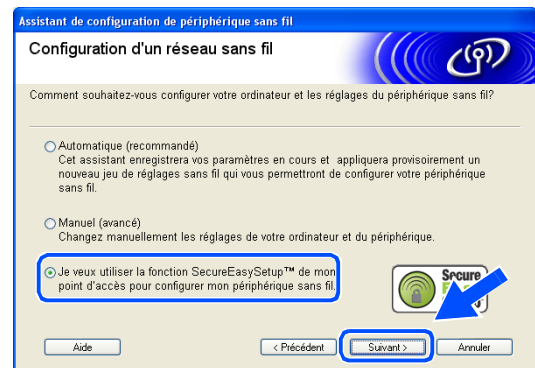 Assistant de configuration de périphérique sans fil
Configuration d'un réseau sans fil
Comment souhaitez-vous configurer votre ordinateur et les réglages du périphérique sans fil?
Automatique (recommandé)
Cet assistant enregistrera vos paramètres en cours et appliquera provisoirement un
nouveau jeu de réglages sans fil qui vous permettront de configurer votre périphérique
sans fil.
Manuel (avancé)
Changez manuellement les réglages de votre ordinateur et du périphérique.
Je veux utiliser la fonction SecureEasySetup™ de mon
point d'accès pour configurer mon périphérique sans fil.
Secure
Aide
< Précédent
Suivant >
Annuler